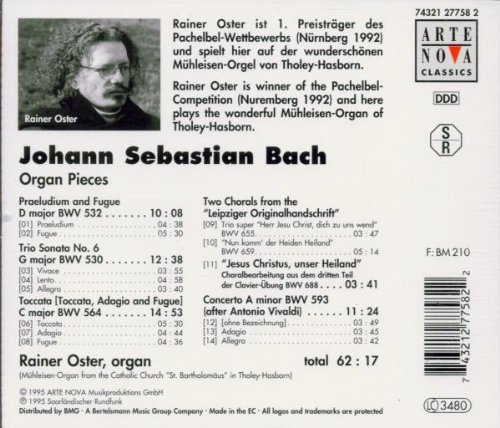 74321 27758 2
Rainer Oster ist 1. Preisträger des
Pachelbel-Wettbewerbs (Nürnberg 1992)
und spielt hier auf der wunderschönen
Mühleisen-Orgel von Tholey-Hasborn.
Rainer Oster is winner of the Pachelbel-
Competition (Nuremberg 1992) and here
plays the wonderful Mühleisen-Organ of
Tholey-Hasborn.
Rainer Oster
ARTE
NOVA
CLASSICS
DDD
S
R
Johann Sebastian Bach
Organ Pieces
Praeludium and Fugue
D major BWV 532 ....... 10 : 08
[01] Praeludium 04 : 38
[02] Fugue 05 : 30
Trio Sonata No. 6
G major BWV 530 ....... 12 : 38
[03] Vivace 03 : 55
[04] Lento 04 : 58
[05] Allegro 03 : 40
Toccata [Toccata, Adagio and Fugue]
C major BWV 564 ....... 14 : 53
[06] Toccata 05 : 30
[07] Adagio 04 : 44
[08] Fugue 04 : 36
Two Chorals from the
"Leipziger Originalhandschrift"
[09] Trio super "Herr Jesu Christ, dich zu uns wend"
BWV 655 03 : 47
[10] "Nun komm' der Heiden Heiland"
BWV 659 05 : 14
[11] "Jesus Christus, unser Heiland"
Choralbearbeitung aus dem dritten Teil
der Clavier-Übung BWV 688 03 : 41
Concerto A minor BWV 593
(after Antonio Vivaldi) 11 : 24
[12] [ohne Bezeichnung] 03 : 49
[13] Adagio 03 : 45
[14] Allegro 03 : 42
F: BM 210
7 43212 77582 2
Rainer Oster, organ total 62 : 17
(Mühleisen-Organ from the Catholic Church "St. Bartholomäus" in Tholey-Hasborn)
© 1995 ARTE NOVA Musikproduktions GmbH
℗ 1995 Saarländischer Rundfunk
Distributed by BMG • A Bertelsmann Music Group Company • Made in the EC • All logos and trademarks are protected
LC 3480